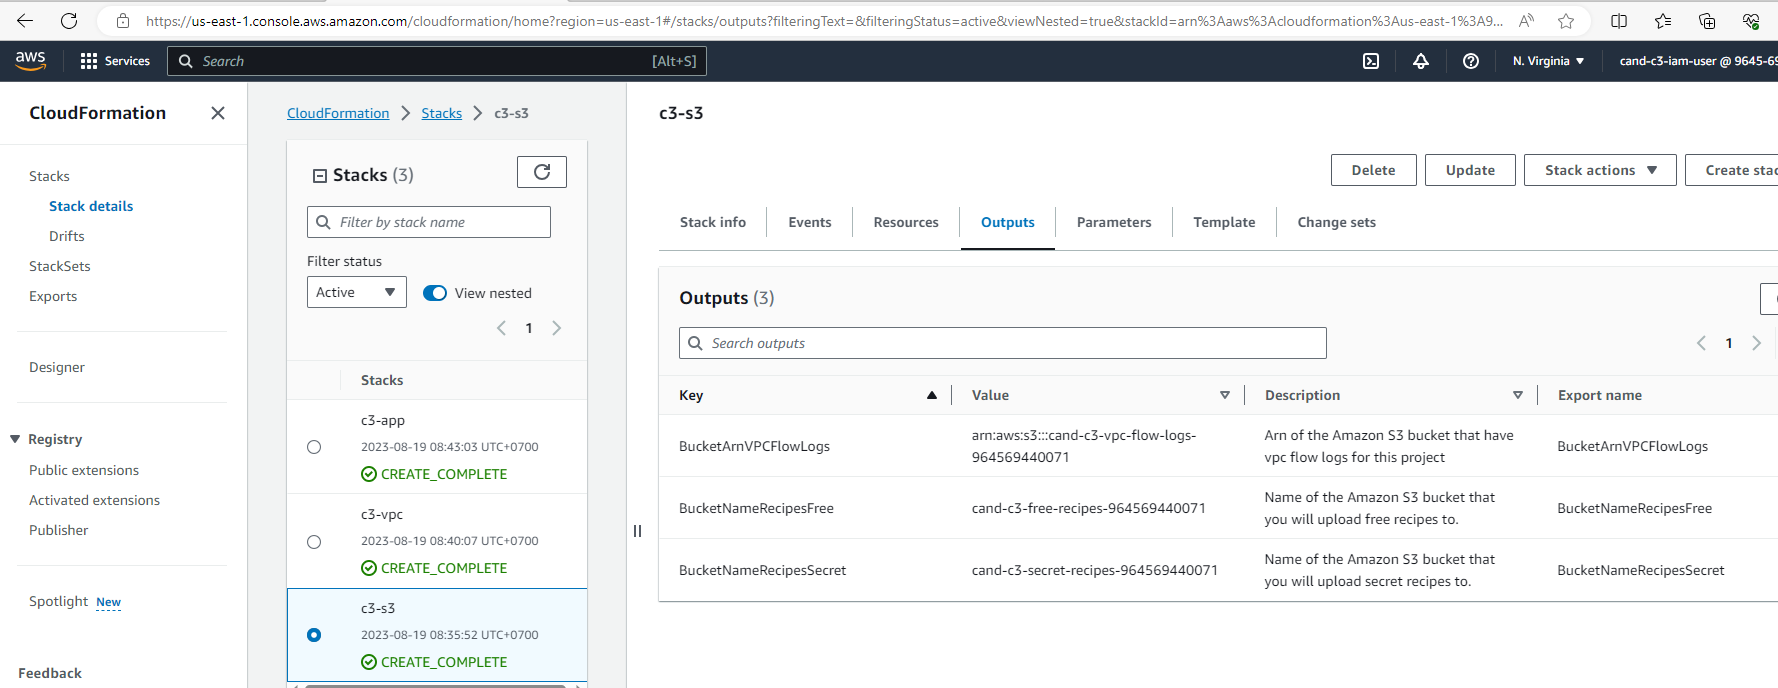 https://us-east-1.console.aws.amazon.com/cloudformation/home?region=us-east-1#/stacks/outputs?filteringText=&filteringStatus=active&viewNested=true&stackId=arn%3Aaws%3Acloudformation%3Aus-east-1%3A9...
aws
Services
Search
[Alt+S]
N. Virginia
cand-c3-iam-user @ 9645-69
CloudFormation
Stacks
Stack details
Drifts
StackSets
Exports
Designer
Registry
Public extensions
Activated extensions
Publisher
Spotlight New
Feedback
CloudFormation
Stacks
c3-s3
Stacks (3)
Filter by stack name
Filter status
Active
View nested
1
Stacks
c3-app
2023-08-19 08:43:03 UTC+0700
CREATE_COMPLETE
c3-vpc
2023-08-19 08:40:07 UTC+0700
CREATE_COMPLETE
c3-s3
2023-08-19 08:35:52 UTC+0700
CREATE_COMPLETE
c3-s3
Delete
Update
Stack actions
Create stac
Stack info
Events
Resources
Outputs
Parameters
Template
Change sets
Outputs (3)
Search outputs
1
Key
Value
Description
Export name
BucketArnVPCFlowLogs
arn:aws:s3:::cand-c3-vpc-flow-logs-
964569440071
Arn of the Amazon S3 bucket that have
vpc flow logs for this project
BucketArnVPCFlowLogs
BucketNameRecipesFree
cand-c3-free-recipes-964569440071
Name of the Amazon S3 bucket that
you will upload free recipes to.
BucketNameRecipesFree
BucketNameRecipesSecret
cand-c3-secret-recipes-964569440071
Name of the Amazon S3 bucket that
you will upload secret recipes to.
BucketNameRecipesSecret